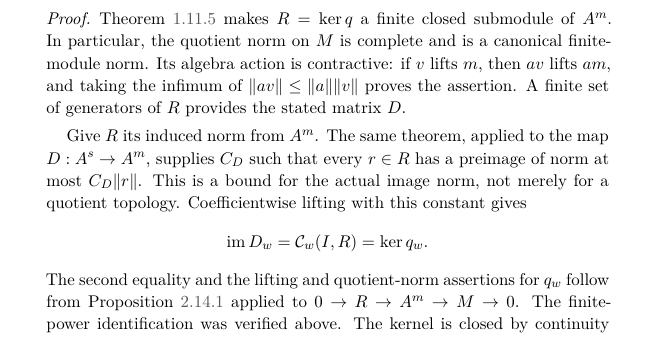 Proof. Theorem 1.11.5 makes R = ker q a finite closed submodule of Aᵐ.
In particular, the quotient norm on M is complete and is a canonical finite-
module norm. Its algebra action is contractive: if v lifts m, then av lifts am,
and taking the infimum of ‖av‖ ≤ ‖a‖‖v‖ proves the assertion. A finite set
of generators of R provides the stated matrix D.
Give R its induced norm from Aᵐ. The same theorem, applied to the map
D : Aˢ → Aᵐ, supplies C_D such that every r ∈ R has a preimage of norm at
most C_D‖r‖. This is a bound for the actual image norm, not merely for a
quotient topology. Coefficientwise lifting with this constant gives
im D_w = 𝒞_w(I, R) = ker q_w.
The second equality and the lifting and quotient-norm assertions for q_w follow
from Proposition 2.14.1 applied to 0 → R → Aᵐ → M → 0. The finite-
power identification was verified above. The kernel is closed by continuity